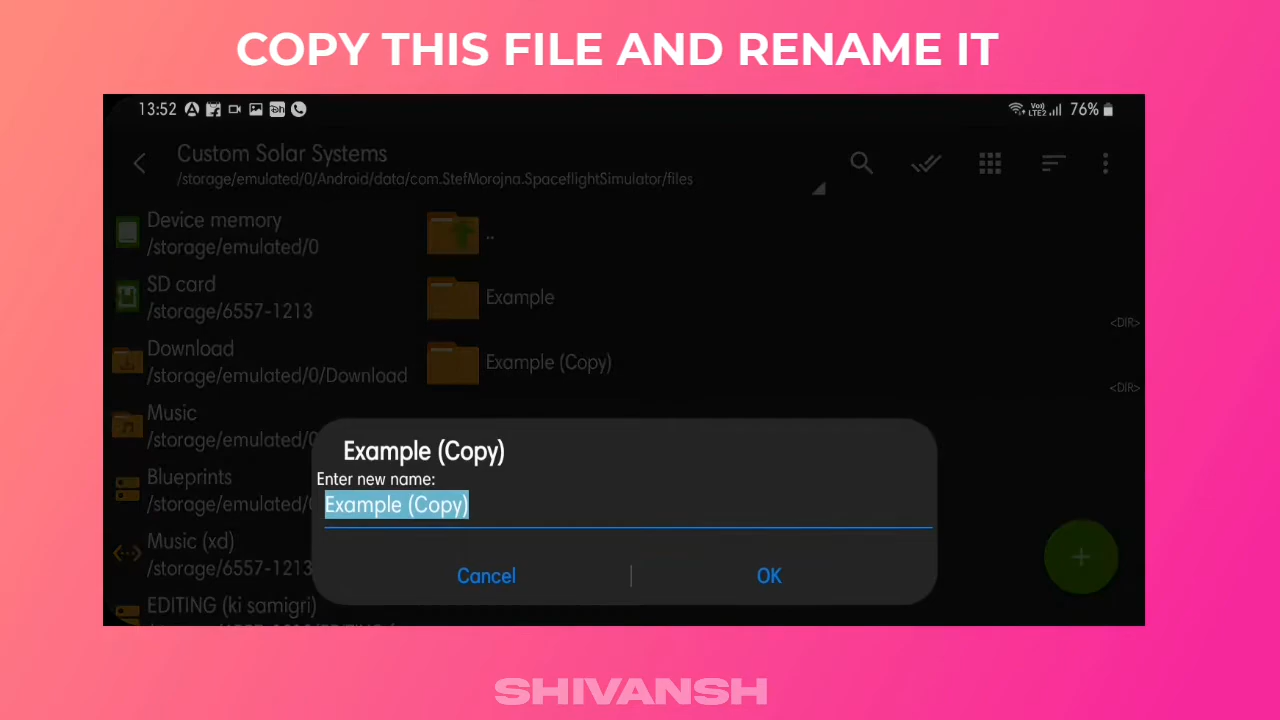 COPY THIS FILE AND RENAME IT
13:52
Voo)
LTE2
76%
Custom Solar Systems
/storage/emulated/0/Android/data/com.StefMorojna.SpaceflightSimulator/files
Device memory
/storage/emulated/0
SD card
/storage/6557-1213
Download
/storage/emulated/0/Download
Music
/storage/emulated/0
Blueprints
/storage/emulated/
Music (xd)
/storage/6557-1213
EDITING (ki samigri)
..
Example
<DIR>
Example (Copy)
<DIR>
Example (Copy)
Enter new name:
Example (Copy)
Cancel
OK
SHIVANSH